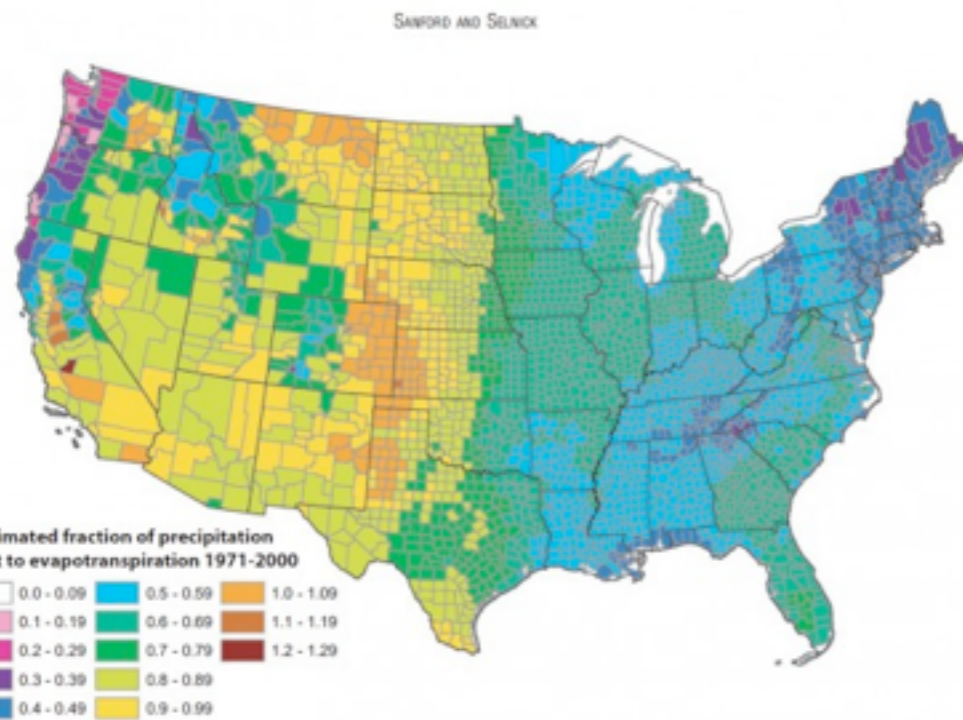 SANFORD AND SELNICK
imated fraction of precipitation
t to evapotranspiration 1971-2000
0.0 - 0.09
0.1 - 0.19
0.2 - 0.29
0.3 - 0.39
0.4 - 0.49
0.5 - 0.59
0.6 - 0.69
0.7 - 0.79
0.8 - 0.89
0.9 - 0.99
1.0 - 1.09
1.1 - 1.19
1.2 - 1.29